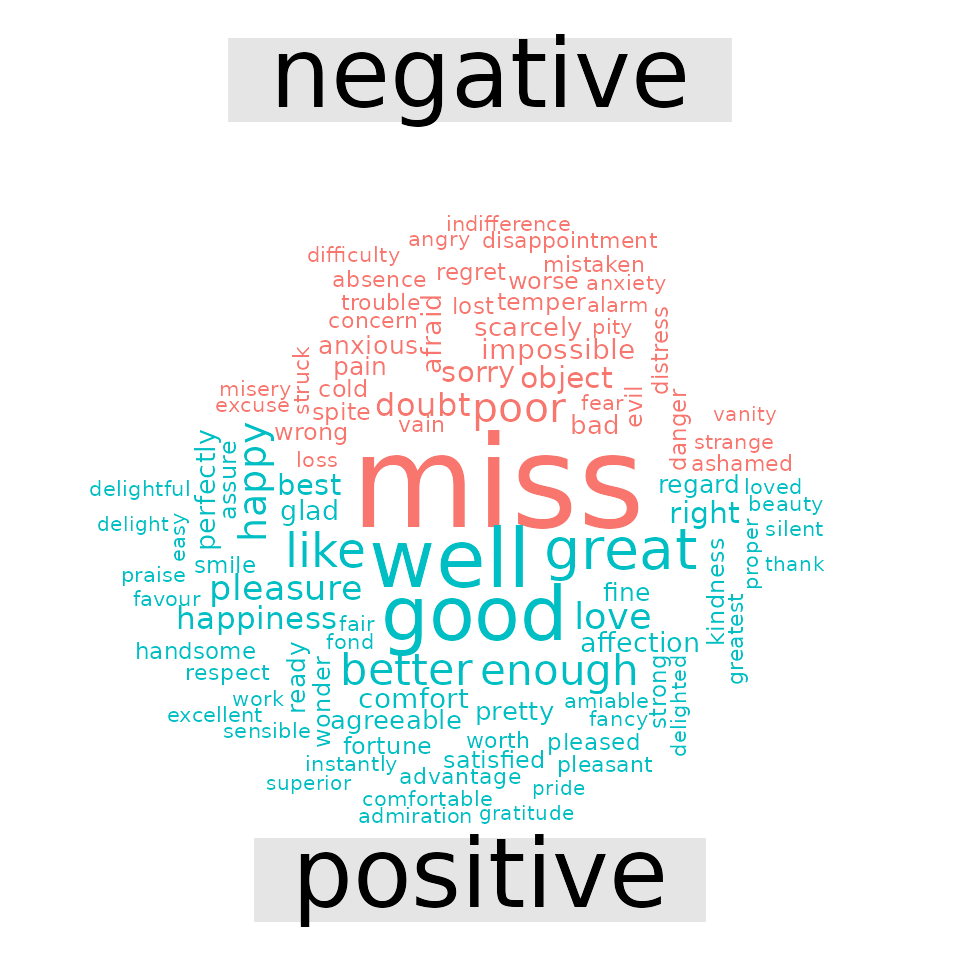 negative
indifference
angry disappointment
difficulty
mistaken
absence regret worse anxiety
trouble lost temper alarm
concern afraid scarcely pity
anxious impossible distress
pain sorry object
misery struck cold
excuse spite doubt poor fear evil
wrong vain bad danger vanity
strange
loss miss ashamed
delightful perfectly assure happy best regard loved
glad right beauty
delight easy silent
like well great
smile proper thank
praise pleasure fine kindness
favour good greatest
happiness fair love
fond affection
handsome
respect ready better enough strong delighted
work wonder comfort amiable
excellent agreeable pretty fancy
sensible
fortune worth pleased
instantly satisfied pleasant
superior advantage pride
comfortable
admiration gratitude
positive